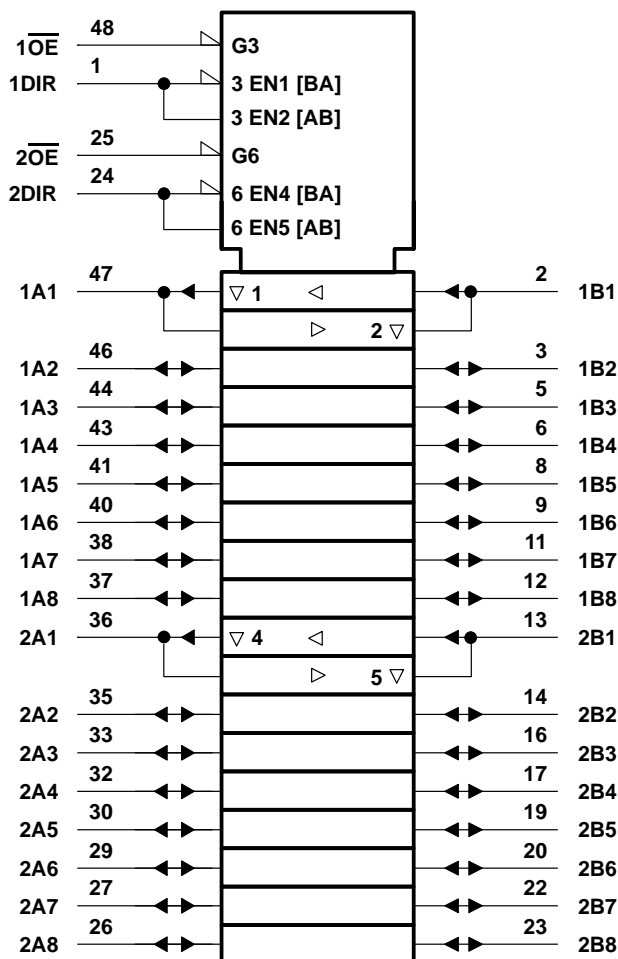 48
1OE G3
1
1DIR 3 EN1 [BA]
3 EN2 [AB]
25
2OE G6
24
2DIR 6 EN4 [BA]
6 EN5 [AB]
47 2
1A1 ▽ 1 ◁ 1B1
▷ 2 ▽
46 3
1A2 1B2
44 5
1A3 1B3
43 6
1A4 1B4
41 8
1A5 1B5
40 9
1A6 1B6
38 11
1A7 1B7
37 12
1A8 1B8
36 13
2A1 ▽ 4 ◁ 2B1
▷ 5 ▽
35 14
2A2 2B2
33 16
2A3 2B3
32 17
2A4 2B4
30 19
2A5 2B5
29 20
2A6 2B6
27 22
2A7 2B7
26 23
2A8 2B8